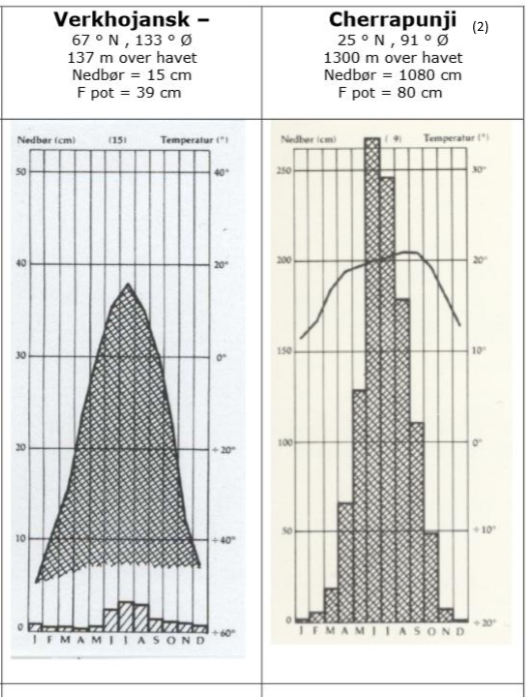 Verkhojansk –
67 º N , 133 º Ø
137 m over havet
Nedbør = 15 cm
F pot = 39 cm
Cherrapunji (2)
25 º N , 91 º Ø
1300 m over havet
Nedbør = 1080 cm
F pot = 80 cm
Nedbør (cm) (15) Temperatur (°)
50 40°
40 20°
30 0°
20 ÷ 20°
10 ÷ 40°
0 ÷ 60°
J F M A M J J A S O N D
Nedbør (cm) ( 9) Temperatur (°)
250 30°
200 20°
150 10°
100 0°
50 ÷ 10°
0 ÷ 20°
J F M A M J J A S O N D